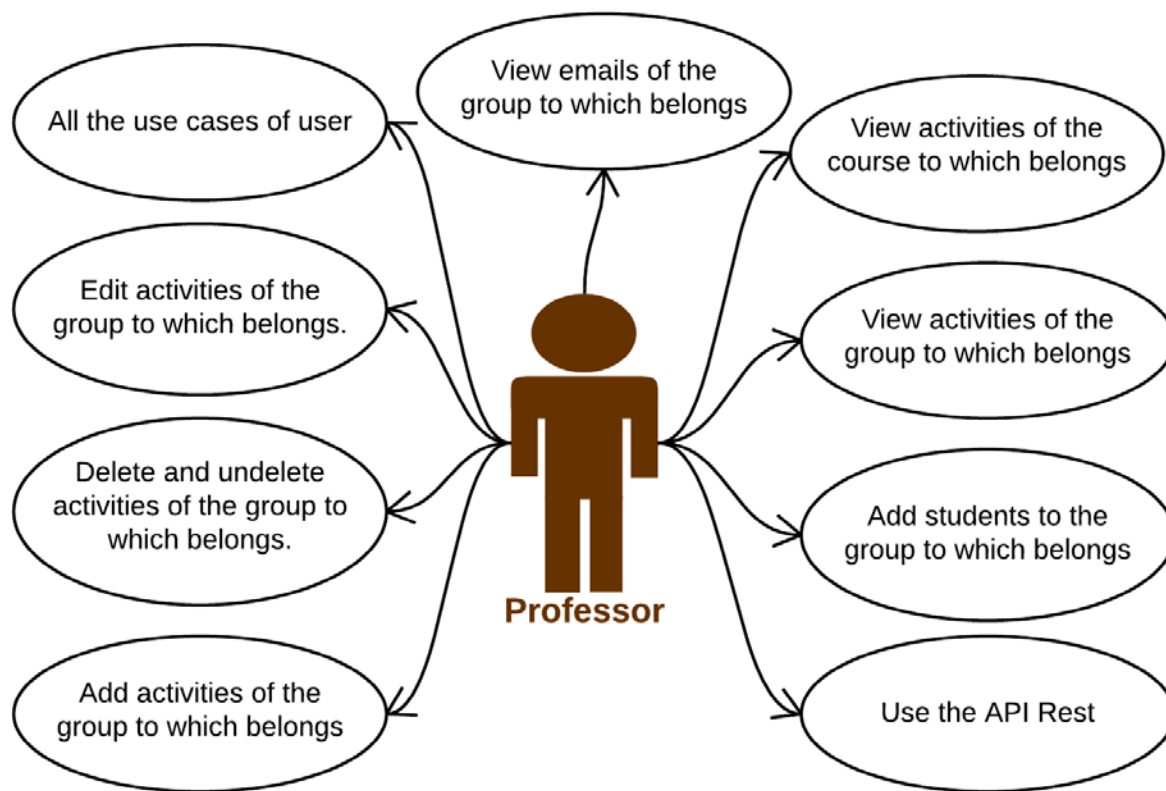 View emails of the
group to which belongs
All the use cases of user
View activities of the
course to which belongs
Edit activities of the
group to which belongs.
View activities of the
group to which belongs
Delete and undelete
activities of the group to
which belongs.
Add students to the
group to which belongs
Professor
Add activities of the
group to which belongs
Use the API Rest